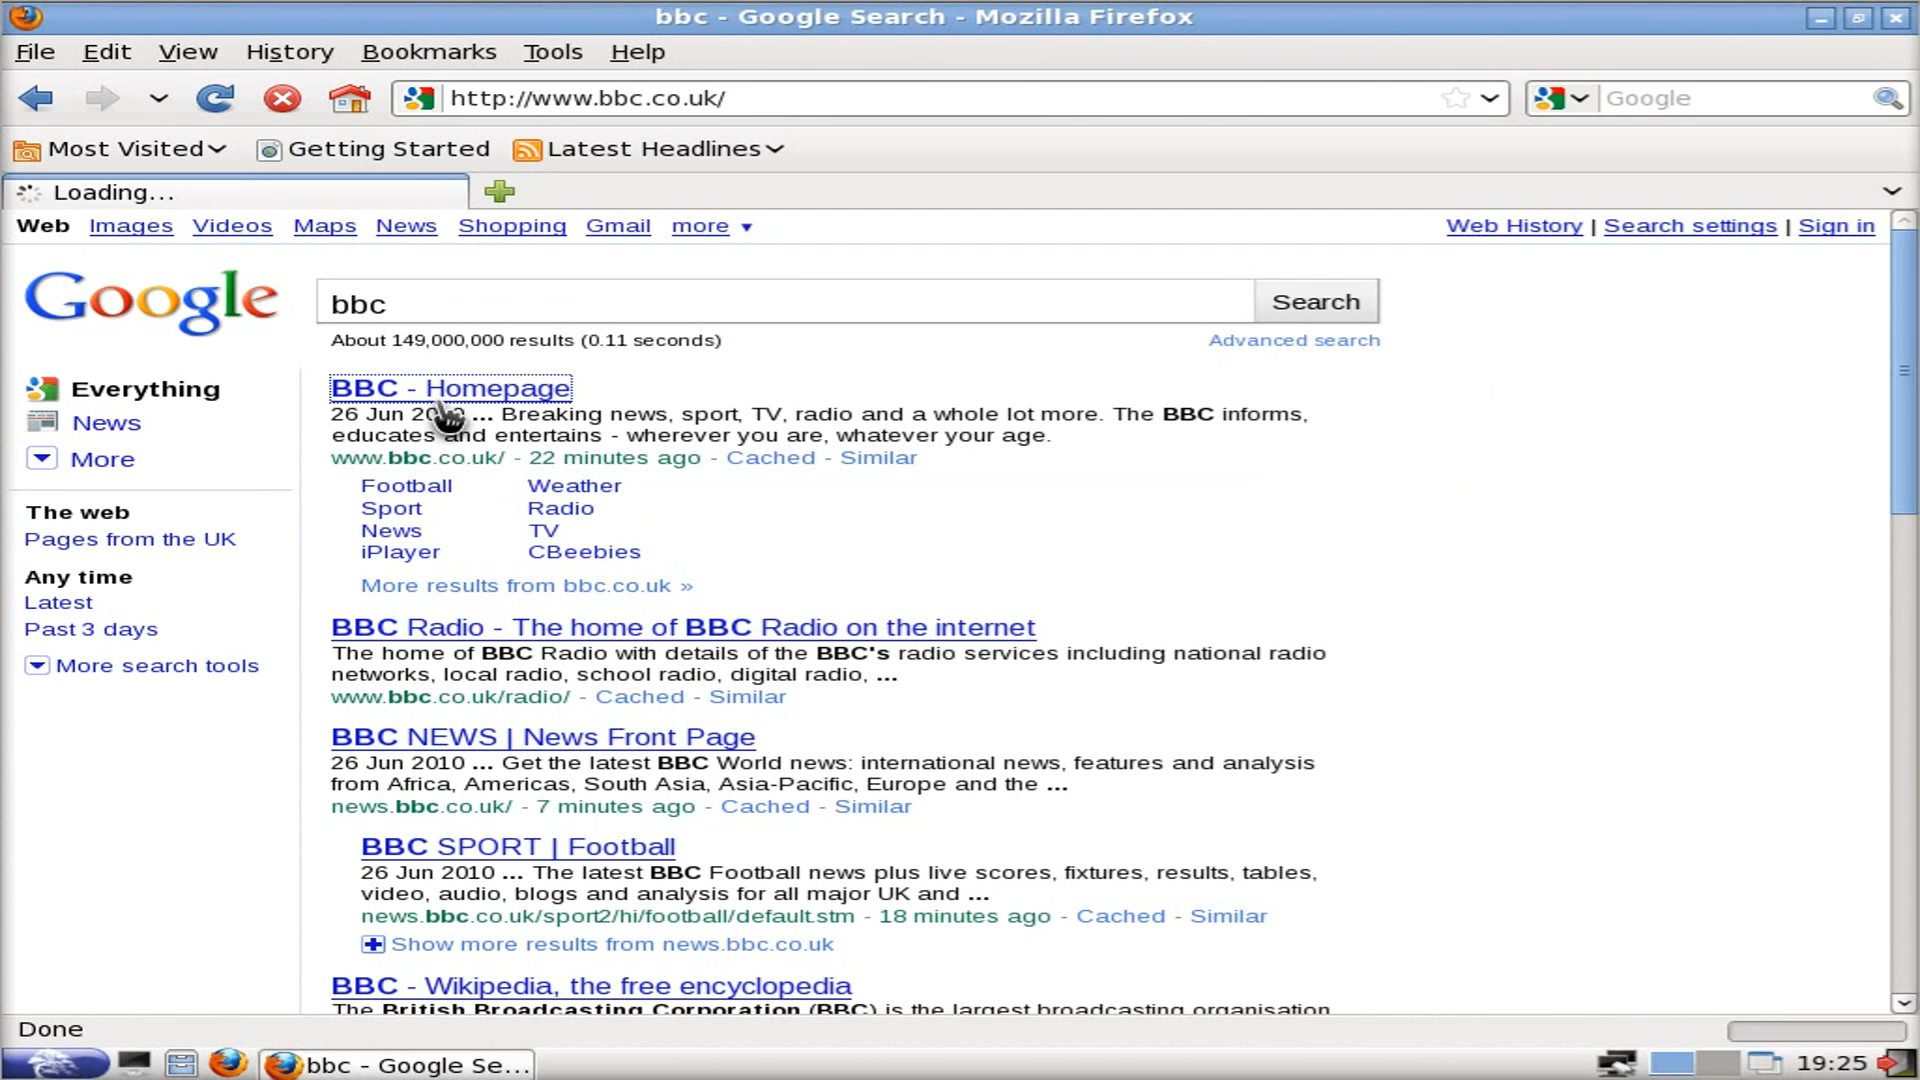 bbc - Google Search - Mozilla Firefox
File Edit View History Bookmarks Tools Help
http://www.bbc.co.uk/ Google
Most Visited Getting Started Latest Headlines
Loading...
Web Images Videos Maps News Shopping Gmail more ▼ Web History | Search settings | Sign in
Google
bbc Search
About 149,000,000 results (0.11 seconds) Advanced search
Everything
News
More
The web
Pages from the UK
Any time
Latest
Past 3 days
More search tools
BBC - Homepage
26 Jun ... Breaking news, sport, TV, radio and a whole lot more. The BBC informs,
educates and entertains - wherever you are, whatever your age.
www.bbc.co.uk/ - 22 minutes ago - Cached - Similar
Football Weather
Sport Radio
News TV
iPlayer CBeebies
More results from bbc.co.uk »
BBC Radio - The home of BBC Radio on the internet
The home of BBC Radio with details of the BBC's radio services including national radio
networks, local radio, school radio, digital radio, ...
www.bbc.co.uk/radio/ - Cached - Similar
BBC NEWS | News Front Page
26 Jun 2010 ... Get the latest BBC World news: international news, features and analysis
from Africa, Americas, South Asia, Asia-Pacific, Europe and the ...
news.bbc.co.uk/ - 7 minutes ago - Cached - Similar
BBC SPORT | Football
26 Jun 2010 ... The latest BBC Football news plus live scores, fixtures, results, tables,
video, audio, blogs and analysis for all major UK and ...
news.bbc.co.uk/sport2/hi/football/default.stm - 18 minutes ago - Cached - Similar
Show more results from news.bbc.co.uk
BBC - Wikipedia, the free encyclopedia
The British Broadcasting Corporation (BBC) is the largest broadcasting organisation
Done
bbc - Google Se... 19:25